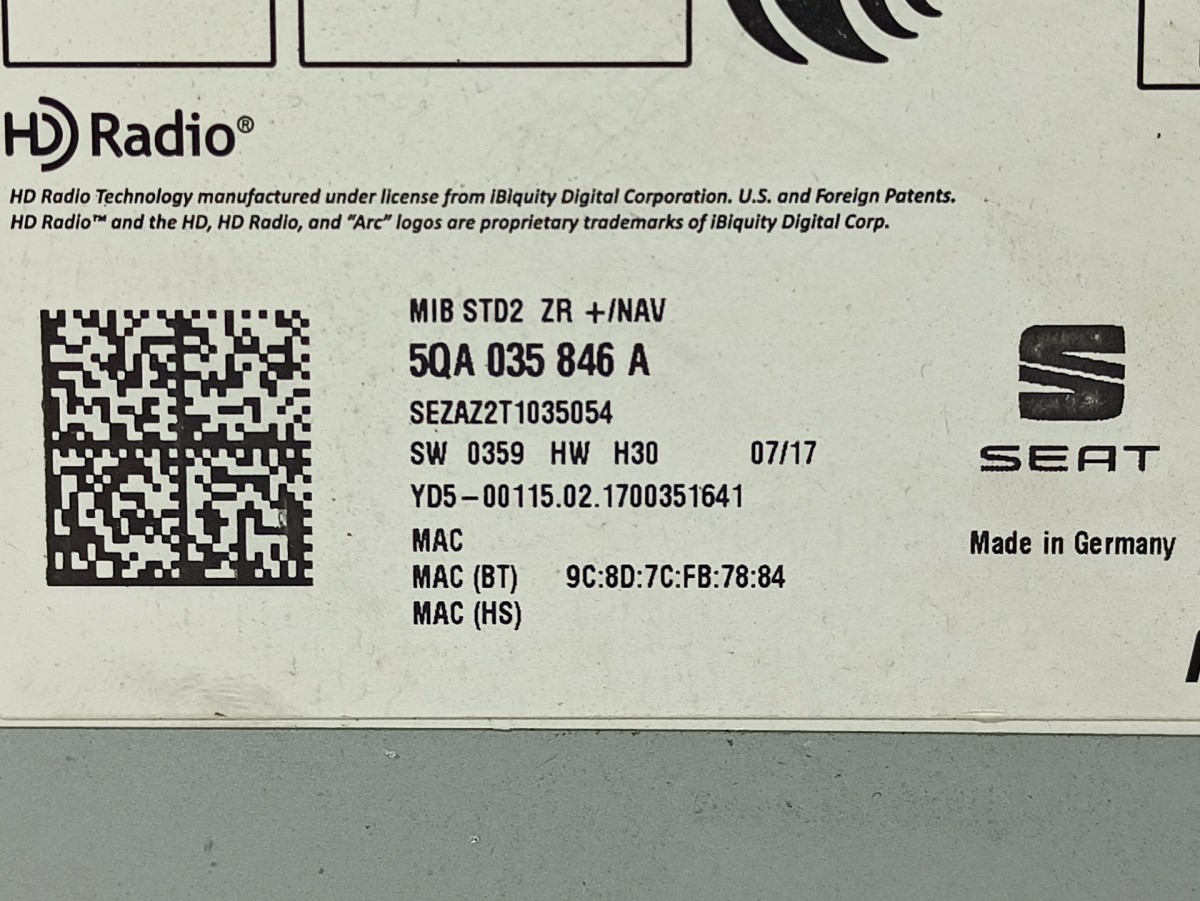 HD Radio®
HD Radio Technology manufactured under license from iBiquity Digital Corporation. U.S. and Foreign Patents.
HD Radio™ and the HD, HD Radio, and "Arc" logos are proprietary trademarks of iBiquity Digital Corp.
MIB STD2 ZR +/NAV
5QA 035 846 A
SEZAZ2T1035054
SW 0359 HW H30 07/17
YD5-00115.02.1700351641
MAC
MAC (BT) 9C:8D:7C:FB:78:84
MAC (HS)
SEAT
Made in Germany